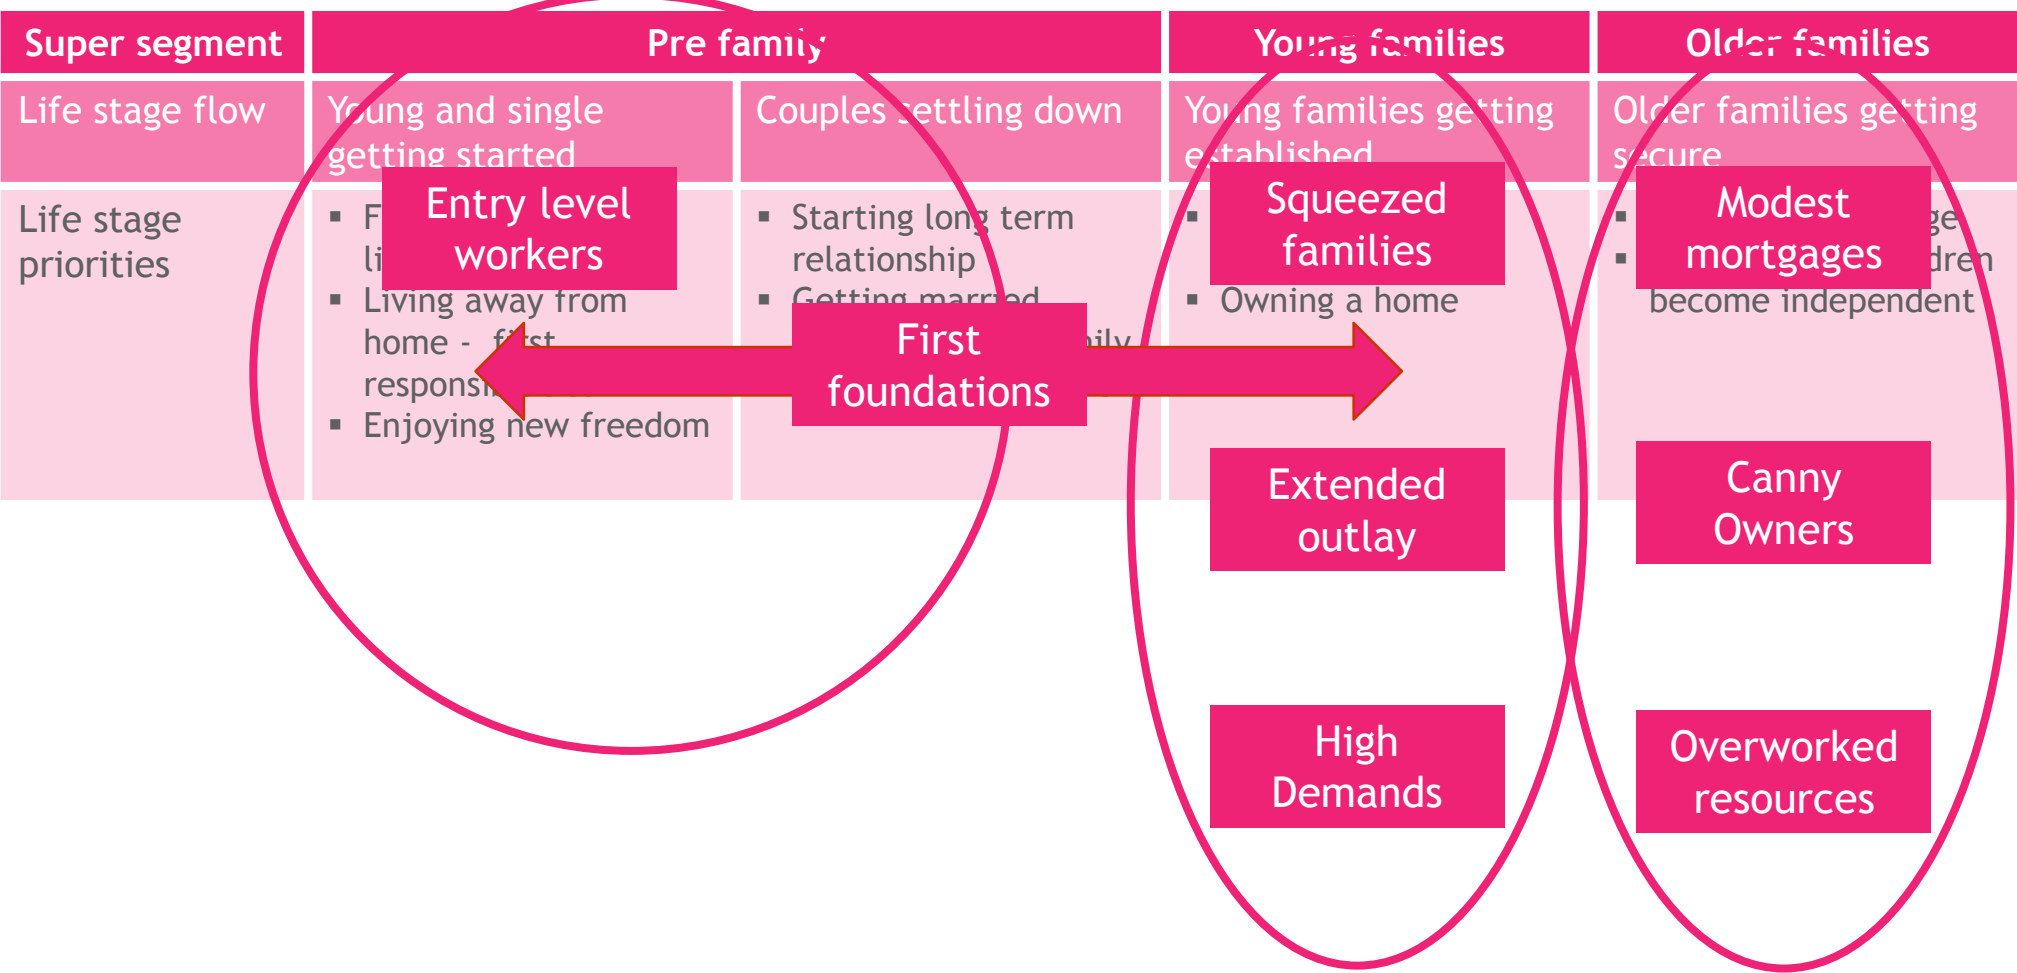 Super segment
Pre family
Young families
Older families
Life stage flow
Young and single
getting started
Couples settling down
Young families getting
established
Older families getting
secure
Life stage
priorities
Entry level
workers
▪ Living away from
home - first
▪ Enjoying new freedom
▪ Starting long term
relationship
▪ Getting married
First
foundations
Squeezed
families
▪ Owning a home
Extended
outlay
High
Demands
Modest
mortgages
become independent
Canny
Owners
Overworked
resources